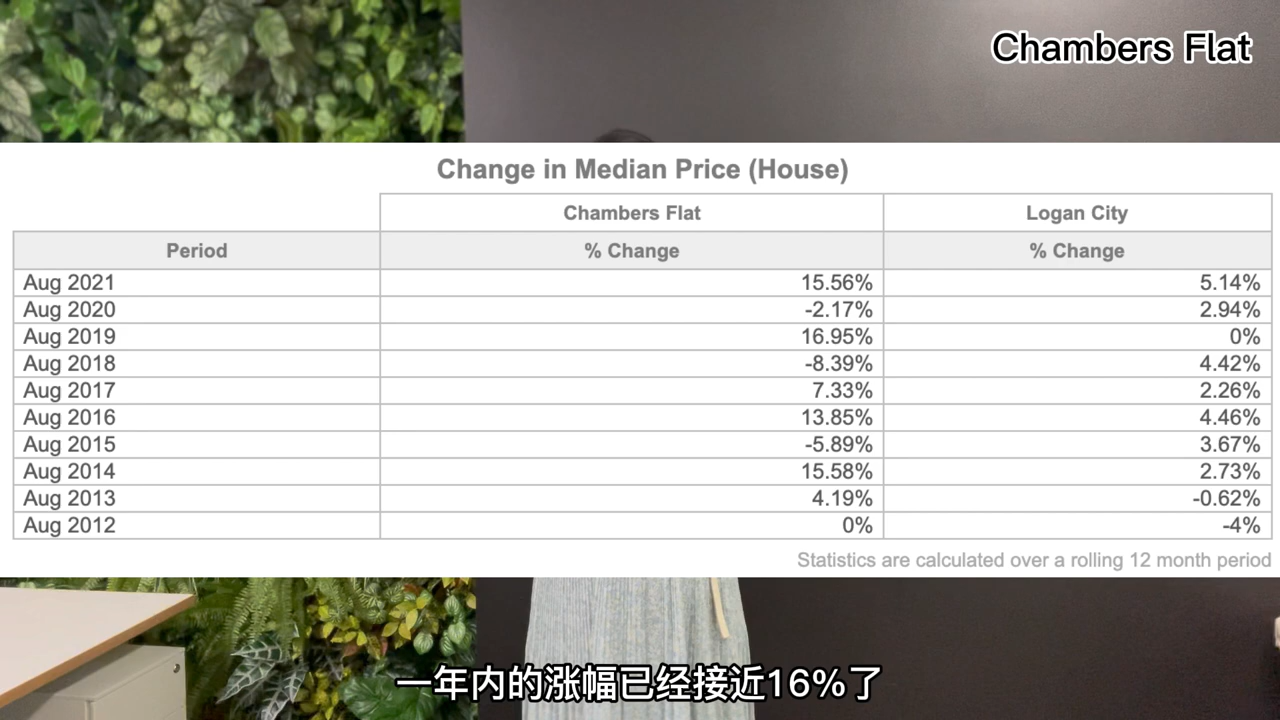 Chambers Flat
Change in Median Price (House)
Chambers Flat Logan City
Period % Change % Change
Aug 2021 15.56% 5.14%
Aug 2020 -2.17% 2.94%
Aug 2019 16.95% 0%
Aug 2018 -8.39% 4.42%
Aug 2017 7.33% 2.26%
Aug 2016 13.85% 4.46%
Aug 2015 -5.89% 3.67%
Aug 2014 15.58% 2.73%
Aug 2013 4.19% -0.62%
Aug 2012 0% -4%
Statistics are calculated over a rolling 12 month period
一年内的涨幅已经接近16%了